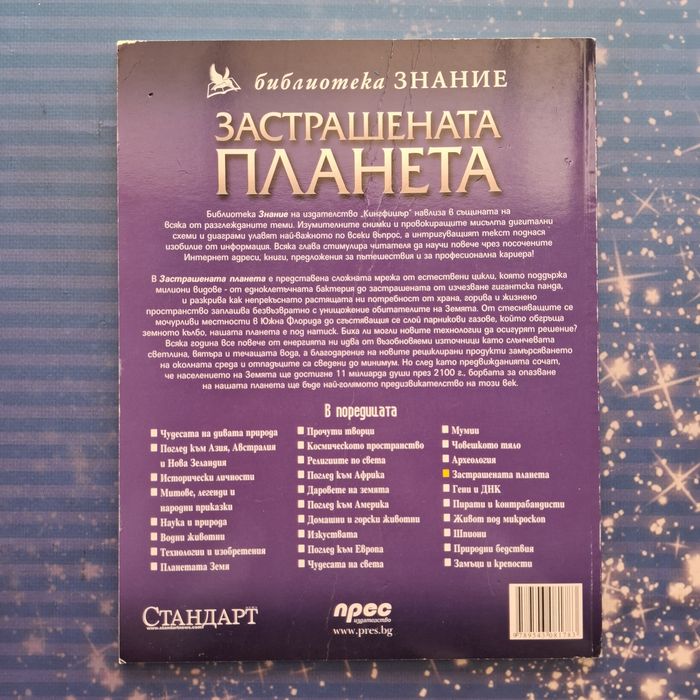 библиотека ЗНАНИЕ
ЗАСТРАШЕНАТА
ПЛАНЕТА
Библиотека Знание на издателство „Кингфишър" навлиза в същината на
всяка от разглежданите теми. Изумителните снимки и провокиращите мисълта дигитални
схеми и диаграми улавят най-важното по всеки въпрос, а интригуващият текст поднася
изобилие от информация. Всяка глава стимулира читателя да научи повече чрез посочените
Интернет адреси, книги, предложения за пътешествия и за професионална кариера!
В Застрашената планета е представена сложната мрежа от естествени цикли, която поддържа
милиони видове - от едноклетъчната бактерия до застрашената от изчезване гигантска панда,
и разкрива как непрекъснато растящата ни потребност от храна, горива и жизнено
пространство заплашва безвъзвратно с унищожение обитателите на Земята. От стесняващите се
мочурливи местности в Южна Флорида до сгъстяващия се слой парникови газове, който обгръща
земното кълбо, нашата планета е под натиск. Биха ли могли новите технологии да осигурят решение?
Всяка година все повече от енергията ни идва от възобновяеми източници като слънчевата
светлина, вятъра и течащата вода, а благодарение на новите рециклирани продукти замърсяването
на околната среда и отпадъците са сведени до минимум. Но след като предвижданията сочат,
че населението на Земята ще достигне 11 милиарда души през 2100 г., борбата за опазване
на нашата планета ще бъде най-голямото предизвикателство на този век.
В поредицата
Чудесата на дивата природа
Поглед към Азия, Австралия
и Нова Зеландия
Исторически личности
Митове, легенди и
народни приказки
Наука и природа
Водни животни
Технологии и изобретения
Планетата Земя
Прочути творци
Космическото пространство
Религиите по света
Поглед към Африка
Даровете на земята
Поглед към Америка
Домашни и горски животни
Изкуствата
Поглед към Европа
Чудесата на света
Мумии
Човешкото тяло
Археология
Застрашената планета
Гени и ДНК
Пирати и контрабандисти
Живот под микроскоп
Шпиони
Природни бедствия
Замъци и крепости
СТАНДАРТ
www.standartnews.com
прес
издателство
www.pres.bg
9789543081783